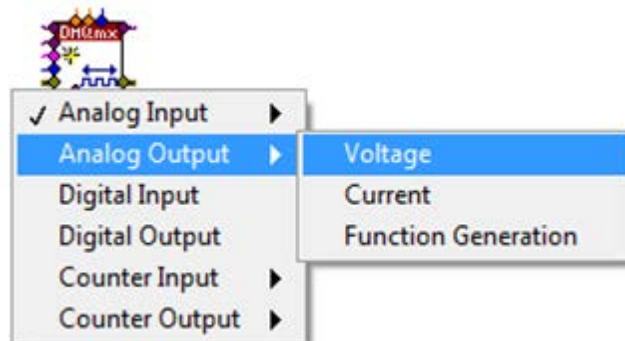 DAQmx
✓ Analog Input
Analog Output
Voltage
Digital Input
Current
Digital Output
Function Generation
Counter Input
Counter Output